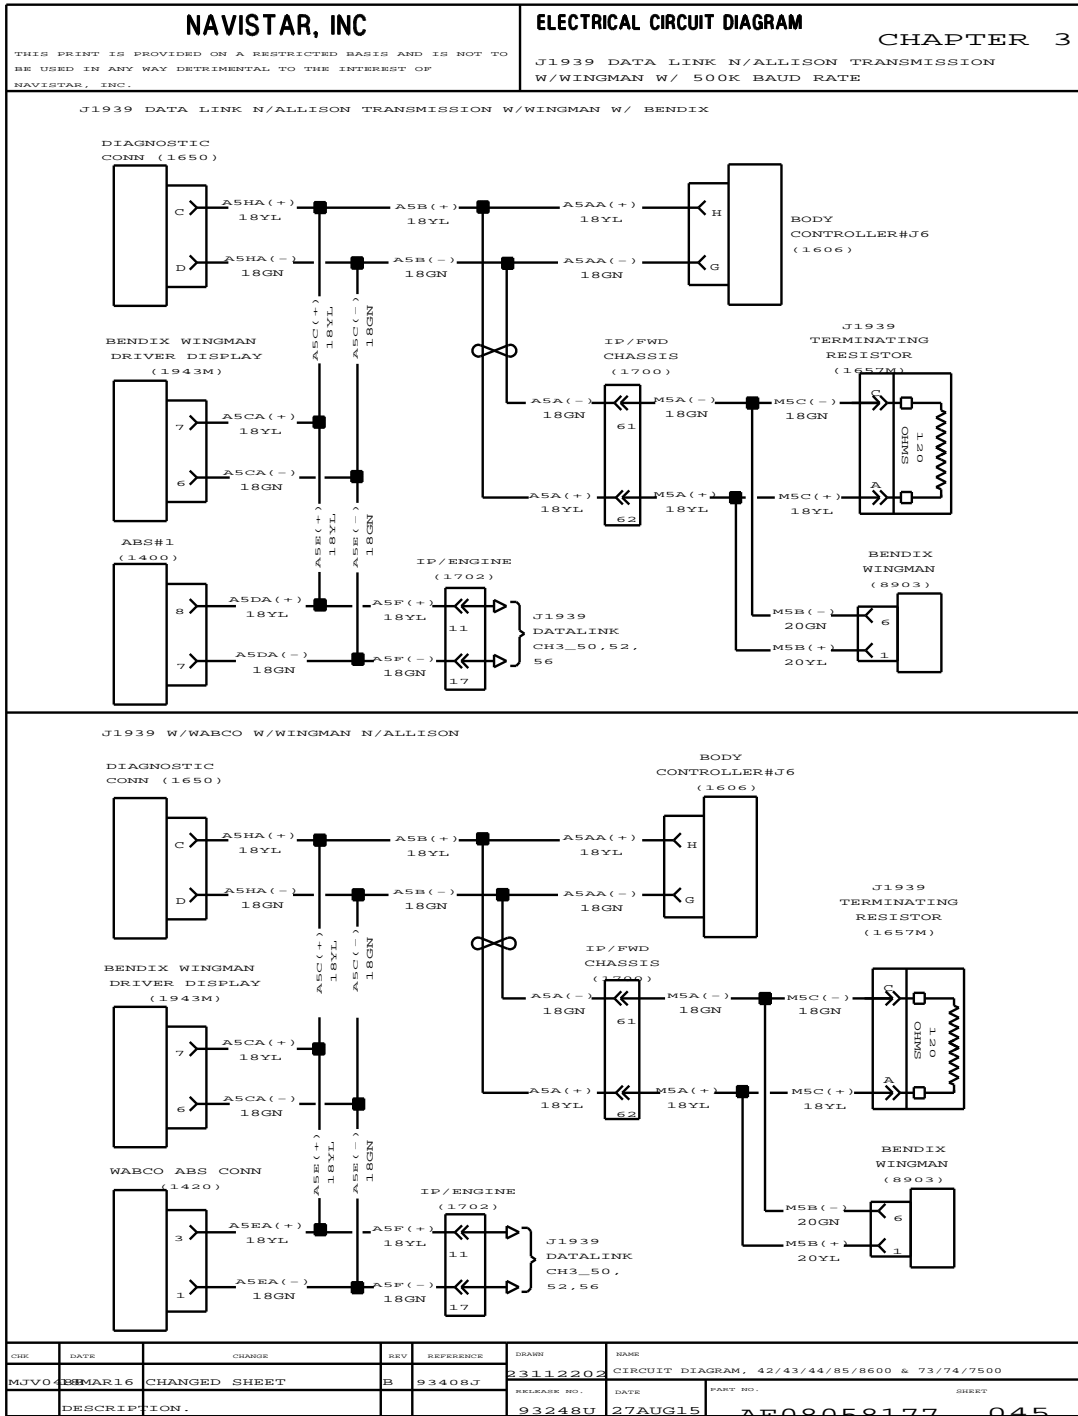 NAVISTAR, INC
THIS PRINT IS PROVIDED ON A RESTRICTED BASIS AND IS NOT TO
BE USED IN ANY WAY DETRIMENTAL TO THE INTEREST OF
NAVISTAR, INC.
ELECTRICAL CIRCUIT DIAGRAM
CHAPTER 3
J1939 DATA LINK N/ALLISON TRANSMISSION
W/WINGMAN W/ 500K BAUD RATE
J1939 DATA LINK N/ALLISON TRANSMISSION W/WINGMAN W/ BENDIX
DIAGNOSTIC
CONN (1650)
C
A5HA(+)
18YL
A5B(+)
18YL
A5AA(+)
18YL
H
D
A5HA(-)
18GN
A5B(-)
18GN
A5AA(-)
18GN
G
BODY
CONTROLLER#J6
(1606)
A5C(+)
18YL
A5C(-)
18GN
BENDIX WINGMAN
DRIVER DISPLAY
(1943M)
7
A5CA(+)
18YL
6
A5CA(-)
18GN
IP/FWD
CHASSIS
(1700)
J1939
TERMINATING
RESISTOR
(1657M)
A5A(-)
18GN
61
M5A(-)
18GN
M5C(-)
18GN
C
120
OHMS
A5A(+)
18YL
62
M5A(+)
18YL
M5C(+)
18YL
A
A5E(+)
18YL
A5E(-)
18GN
ABS#1
(1400)
8
A5DA(+)
18YL
7
A5DA(-)
18GN
IP/ENGINE
(1702)
A5F(+)
18YL
11
A5F(-)
18GN
17
J1939
DATALINK
CH3_50,52,
56
BENDIX
WINGMAN
(8903)
M5B(-)
20GN
6
M5B(+)
20YL
1
J1939 W/WABCO W/WINGMAN N/ALLISON
DIAGNOSTIC
CONN (1650)
C
A5HA(+)
18YL
A5B(+)
18YL
A5AA(+)
18YL
H
D
A5HA(-)
18GN
A5B(-)
18GN
A5AA(-)
18GN
G
BODY
CONTROLLER#J6
(1606)
A5C(+)
18YL
A5C(-)
18GN
BENDIX WINGMAN
DRIVER DISPLAY
(1943M)
7
A5CA(+)
18YL
6
A5CA(-)
18GN
IP/FWD
CHASSIS
(1700)
J1939
TERMINATING
RESISTOR
(1657M)
A5A(-)
18GN
61
M5A(-)
18GN
M5C(-)
18GN
C
120
OHMS
A5A(+)
18YL
62
M5A(+)
18YL
M5C(+)
18YL
A
A5E(+)
18YL
A5E(-)
18GN
WABCO ABS CONN
(1420)
3
A5EA(+)
18YL
1
A5EA(-)
18GN
IP/ENGINE
(1702)
A5F(+)
18YL
11
A5F(-)
18GN
17
J1939
DATALINK
CH3_50,
52,56
BENDIX
WINGMAN
(8903)
M5B(-)
20GN
6
M5B(+)
20YL
1
CHK DATE CHANGE REV REFERENCE DRAWN NAME
MAR16 CHANGED SHEET B 93408J 23112202 CIRCUIT DIAGRAM, 42/43/44/85/8600 & 73/74/7500
RELEASE NO. DATE PART NO. SHEET
DESCRIPTION. 93248U 27AUG15 AF08058177 045